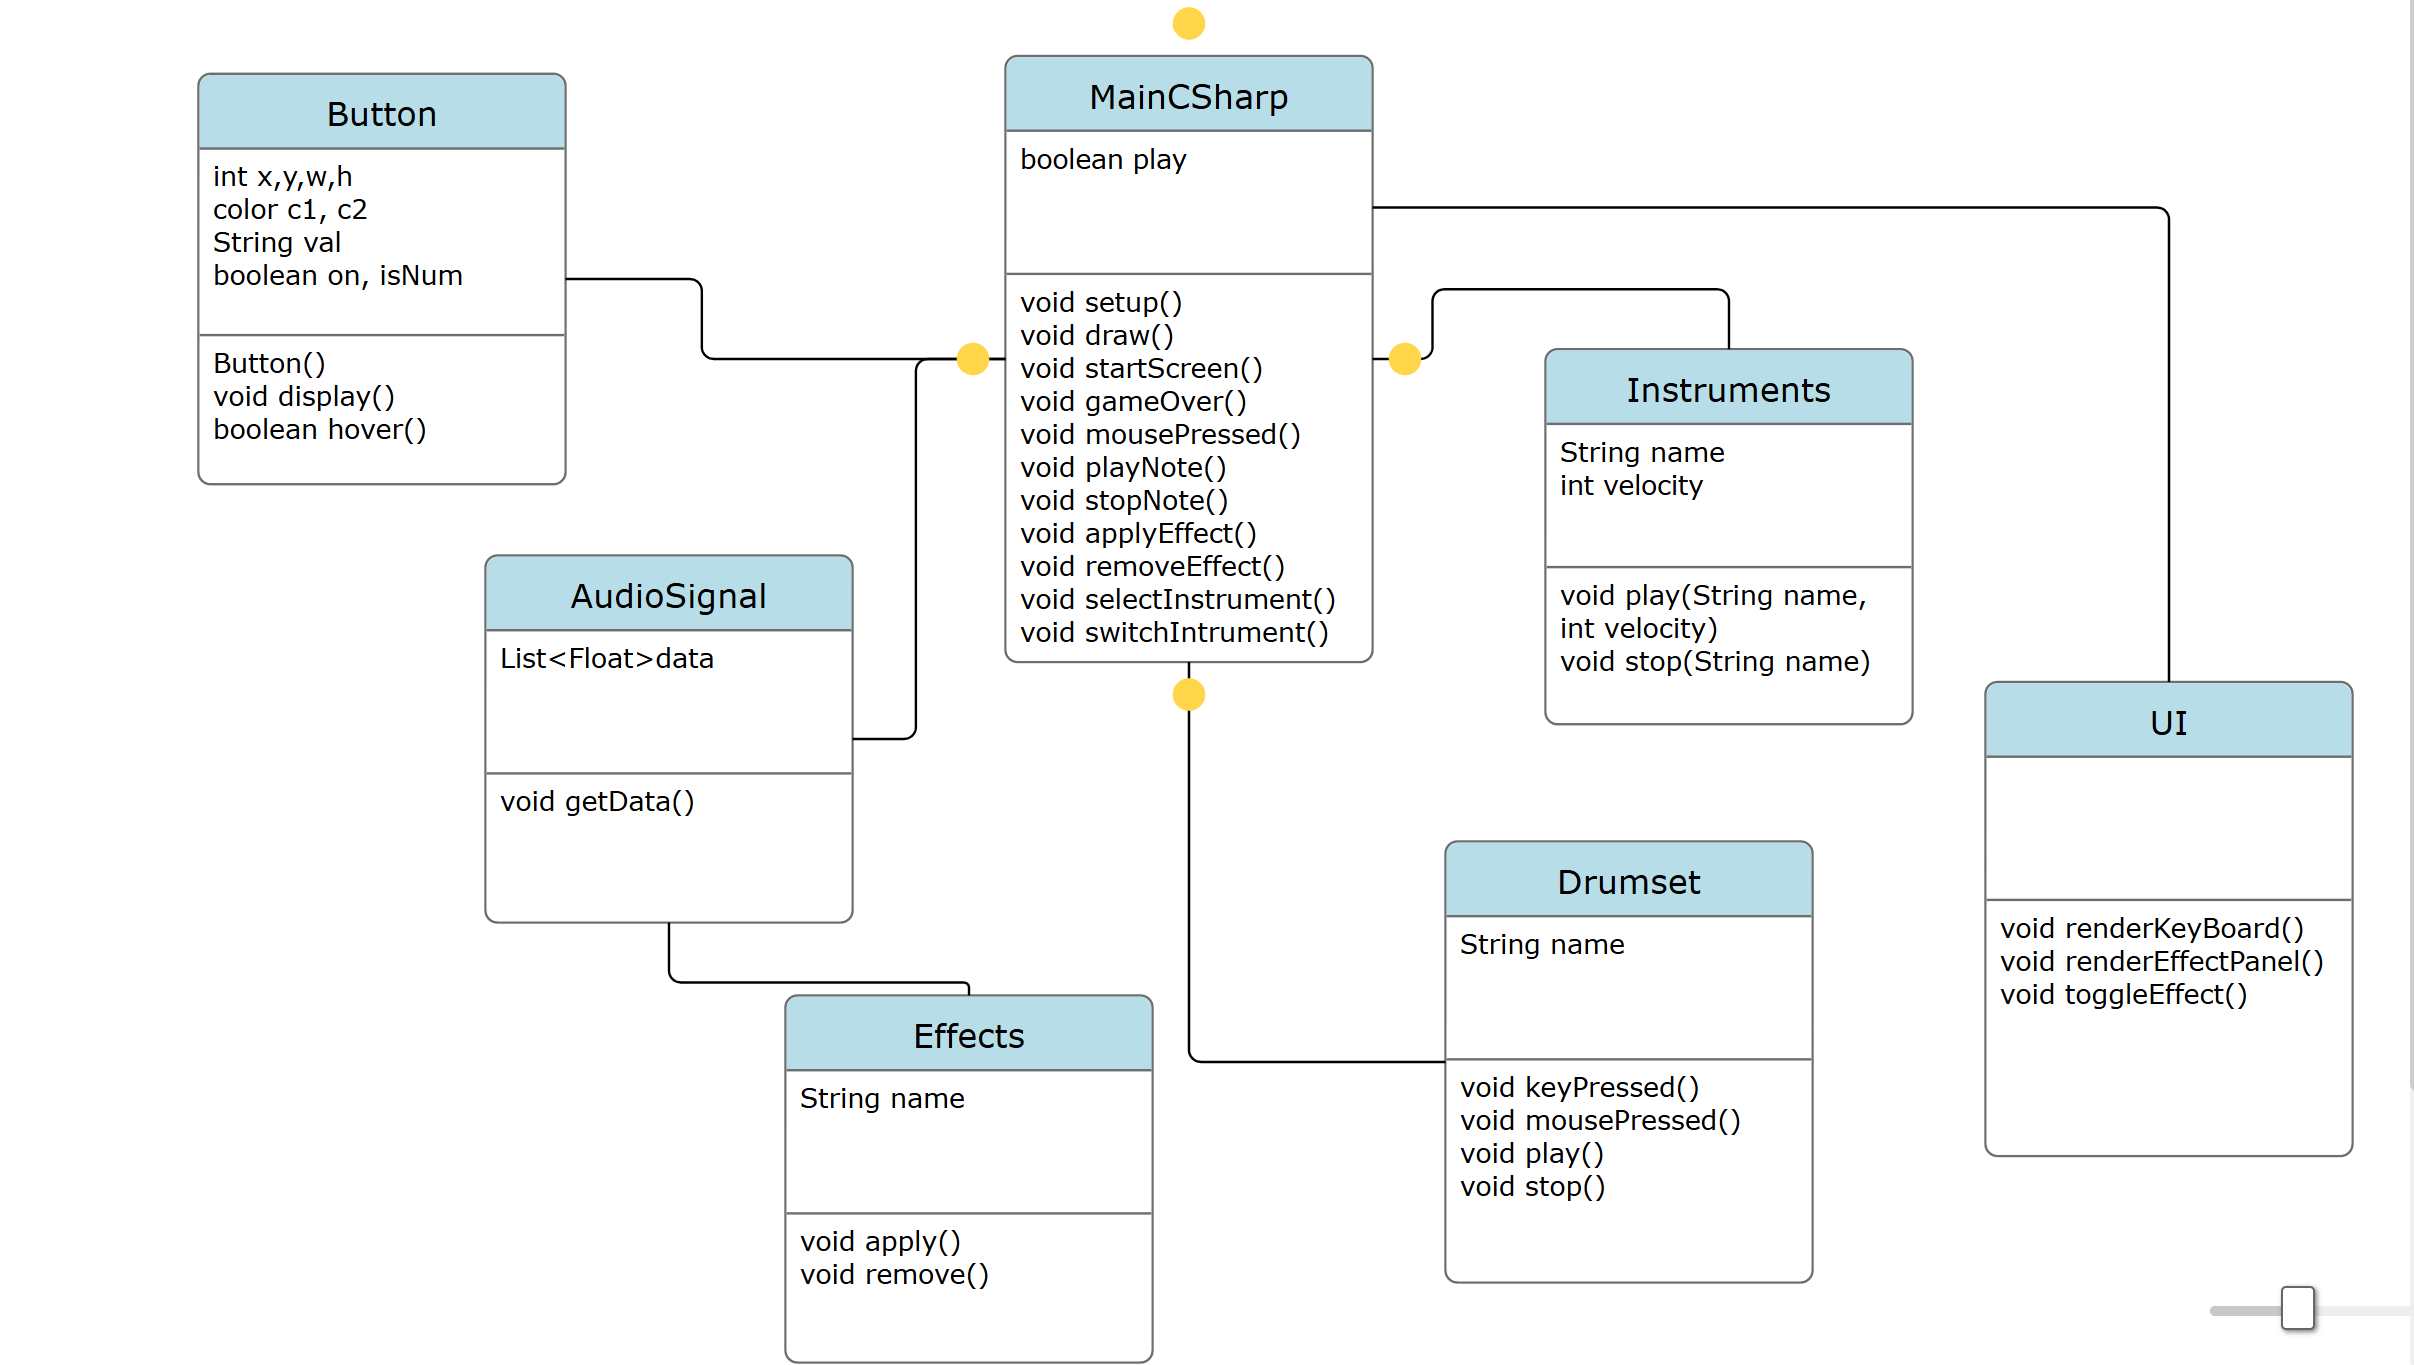 Button
int x,y,w,h
color c1, c2
String val
boolean on, isNum
Button()
void display()
boolean hover()
MainCSharp
boolean play
void setup()
void draw()
void startScreen()
void gameOver()
void mousePressed()
void playNote()
void stopNote()
void applyEffect()
void removeEffect()
void selectInstrument()
void switchIntrument()
Instruments
String name
int velocity
void play(String name,
int velocity)
void stop(String name)
AudioSignal
List<Float>data
void getData()
UI
void renderKeyBoard()
void renderEffectPanel()
void toggleEffect()
Drumset
String name
void keyPressed()
void mousePressed()
void play()
void stop()
Effects
String name
void apply()
void remove()